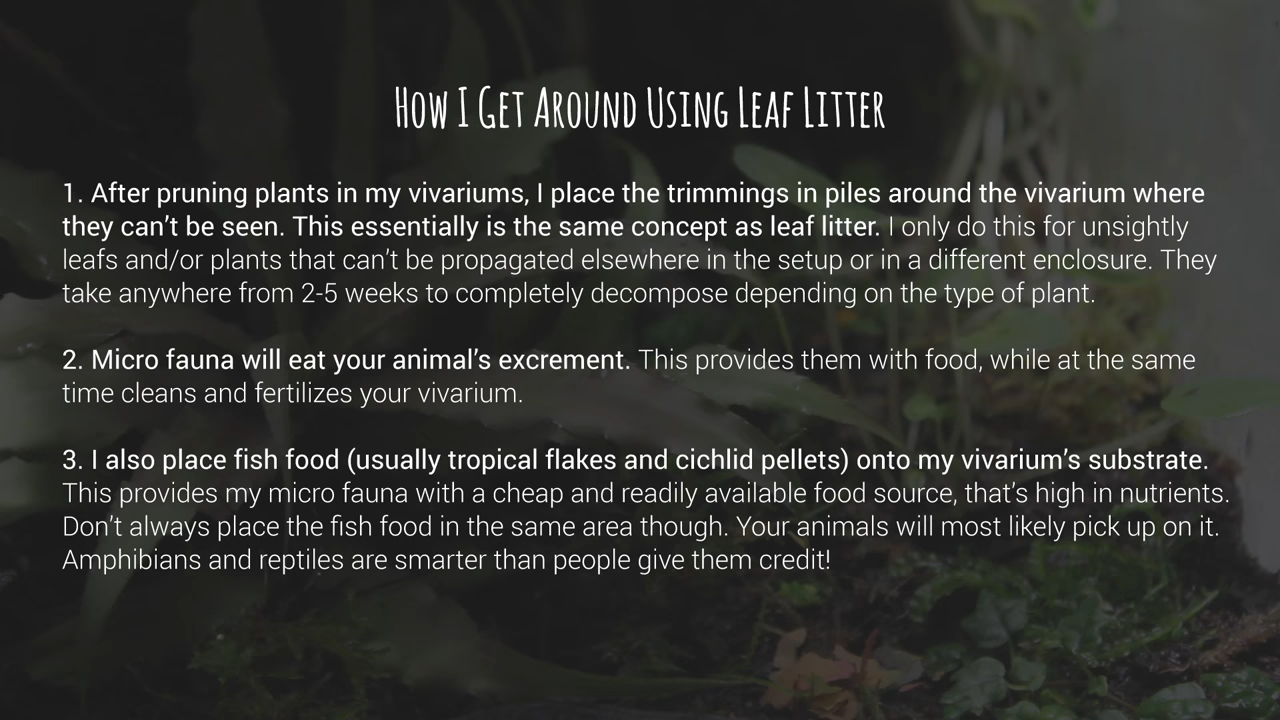 How I Get Around Using Leaf Litter
1. After pruning plants in my vivariums, I place the trimmings in piles around the vivarium where
they can't be seen. This essentially is the same concept as leaf litter. I only do this for unsightly
leafs and/or plants that can't be propagated elsewhere in the setup or in a different enclosure. They
take anywhere from 2-5 weeks to completely decompose depending on the type of plant.
2. Micro fauna will eat your animal's excrement. This provides them with food, while at the same
time cleans and fertilizes your vivarium.
3. I also place fish food (usually tropical flakes and cichlid pellets) onto my vivarium's substrate.
This provides my micro fauna with a cheap and readily available food source, that's high in nutrients.
Don't always place the fish food in the same area though. Your animals will most likely pick up on it.
Amphibians and reptiles are smarter than people give them credit!